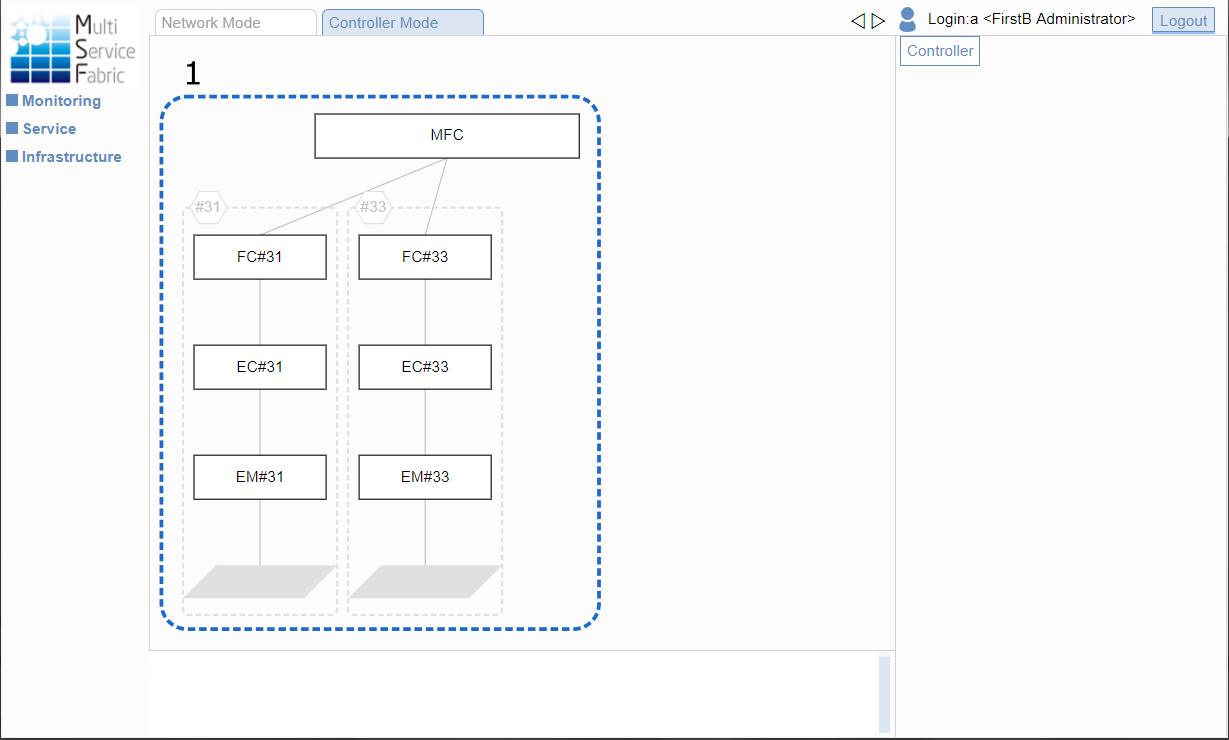 Multi
Service
Fabric
Network Mode
Controller Mode
Login:a <FirstB Administrator>
Logout
Monitoring
Service
Infrastructure
Controller
1
MFC
#31
#33
FC#31
FC#33
EC#31
EC#33
EM#31
EM#33